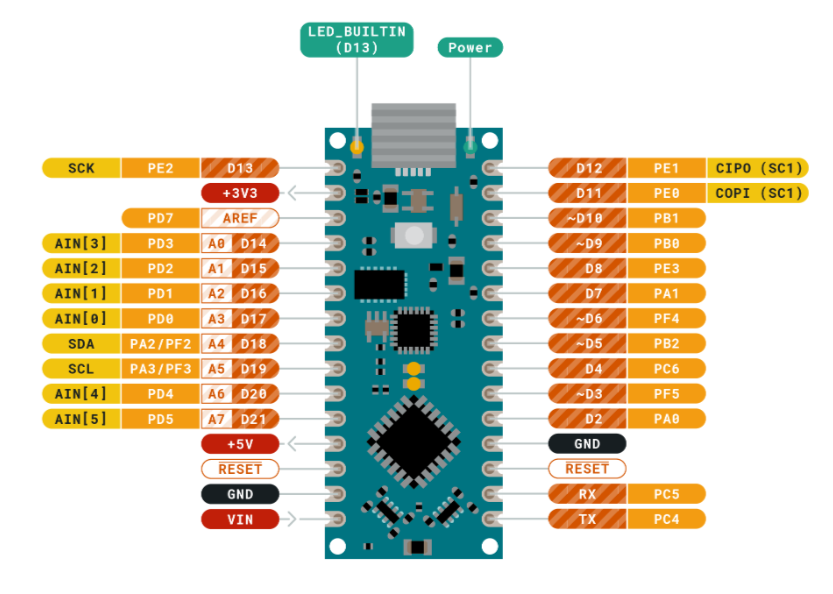 LED_BUILTIN
(D13)
Power
SCK PE2 D13
+3V3
PD7 AREF
AIN[3] PD3 A0 D14
AIN[2] PD2 A1 D15
AIN[1] PD1 A2 D16
AIN[0] PD0 A3 D17
SDA PA2/PF2 A4 D18
SCL PA3/PF3 A5 D19
AIN[4] PD4 A6 D20
AIN[5] PD5 A7 D21
+5V
RESET
GND
VIN
D12 PE1 CIPO (SC1)
D11 PE0 COPI (SC1)
~D10 PB1
~D9 PB0
D8 PE3
D7 PA1
~D6 PF4
~D5 PB2
D4 PC6
~D3 PF5
D2 PA0
GND
RESET
RX PC5
TX PC4